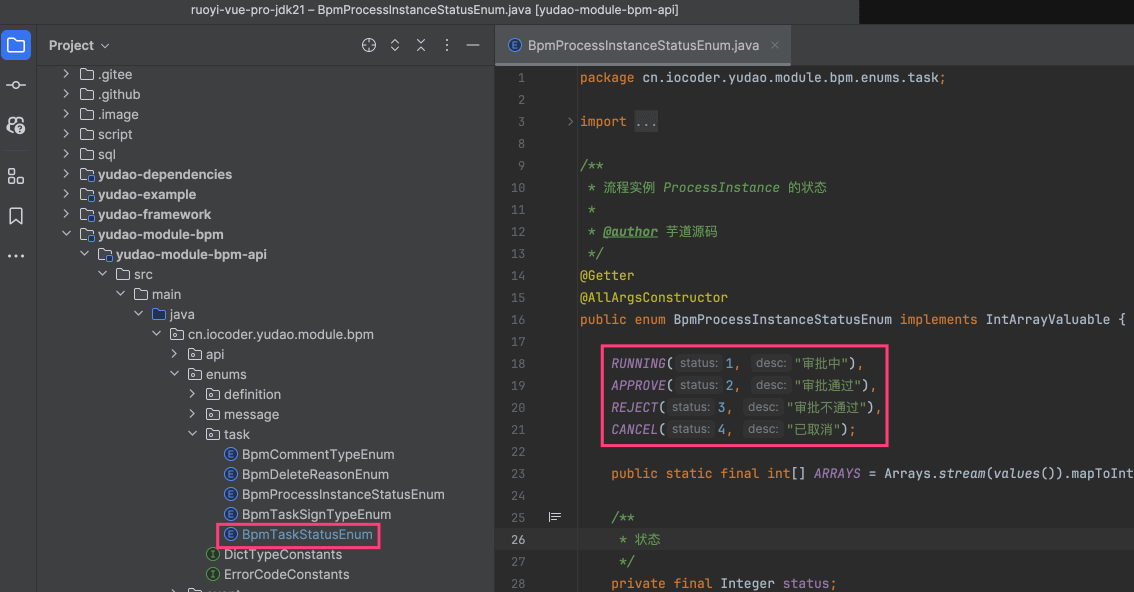 ruoyi-vue-pro-jdk21 – BpmProcessInstanceStatusEnum.java [yudao-module-bpm-api]
Project
.gitee
.github
.image
script
sql
yudao-dependencies
yudao-example
yudao-framework
yudao-module-bpm
yudao-module-bpm-api
src
main
java
cn.iocoder.yudao.module.bpm
api
enums
definition
message
task
BpmCommentTypeEnum
BpmDeleteReasonEnum
BpmProcessInstanceStatusEnum
BpmTaskSignTypeEnum
BpmTaskStatusEnum
DictTypeConstants
ErrorCodeConstants
BpmProcessInstanceStatusEnum.java
1 package cn.iocoder.yudao.module.bpm.enums.task;
2
3 import ...
8
9 /**
10 * 流程实例 ProcessInstance 的状态
11 *
12 * @author 芋道源码
13 */
14 @Getter
15 @AllArgsConstructor
16 public enum BpmProcessInstanceStatusEnum implements IntArrayValuable {
17
18 RUNNING( status: 1, desc: "审批中"),
19 APPROVE( status: 2, desc: "审批通过"),
20 REJECT( status: 3, desc: "审批不通过"),
21 CANCEL( status: 4, desc: "已取消");
22
23 public static final int[] ARRAYS = Arrays.stream(values()).mapToInt
24
25 /**
26 * 状态
27 */
28 private final Integer status;